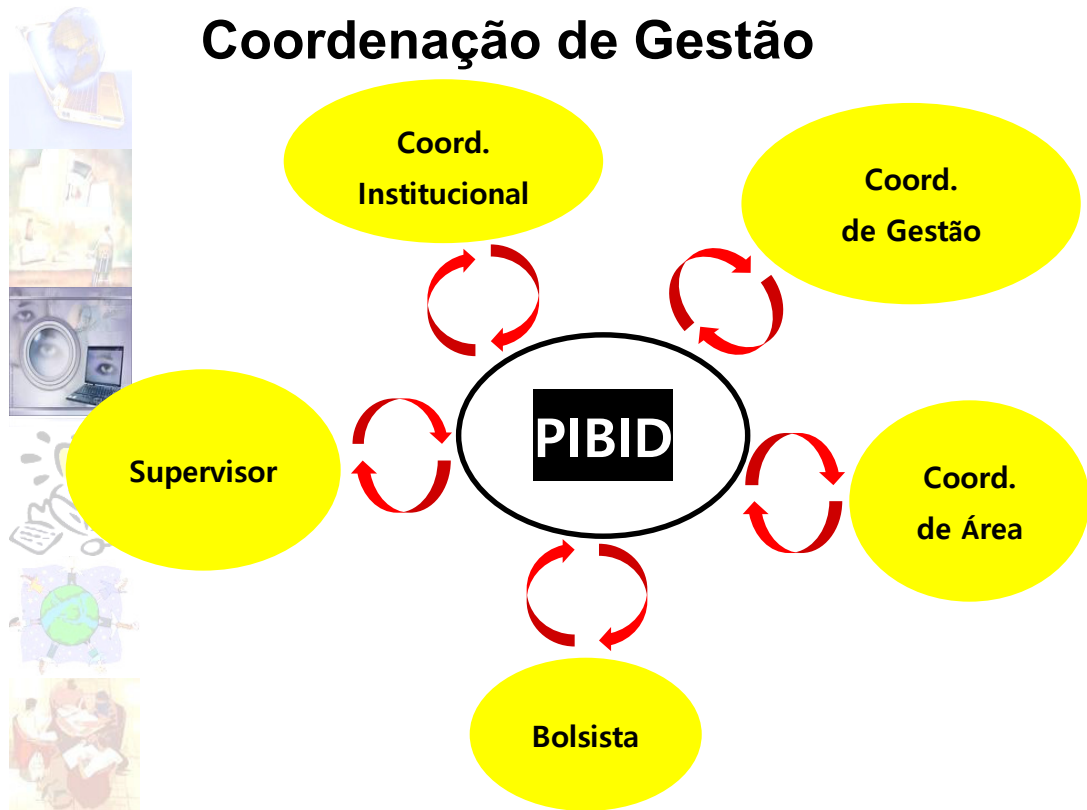 Coordenação de Gestão
Coord.
Institucional
Coord.
de Gestão
PIBID
Supervisor
Coord.
de Área
Bolsista